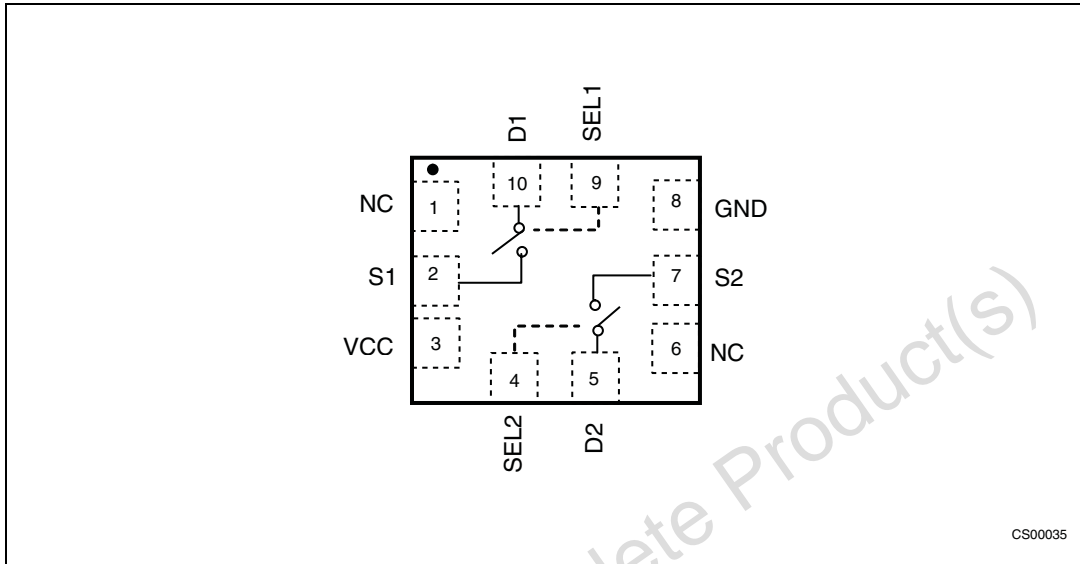 D1 SEL1
NC 1 10 9 8 GND
S1 2 7 S2
VCC 3 4 5 6 NC
SEL2 D2
lete Product(s)
CS00035